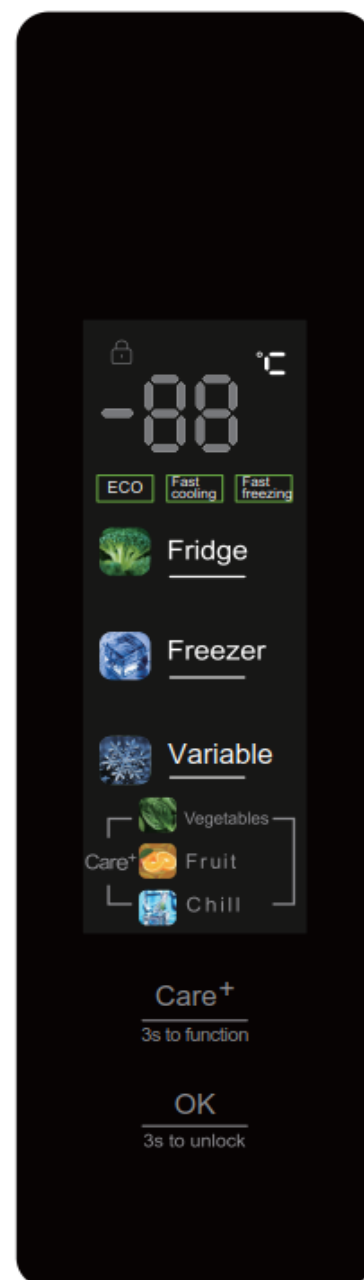 -88 °C
ECO Fast cooling Fast freezing
Fridge
Freezer
Variable
Vegetables
Care+ Fruit
Chill
Care+
3s to function
OK
3s to unlock